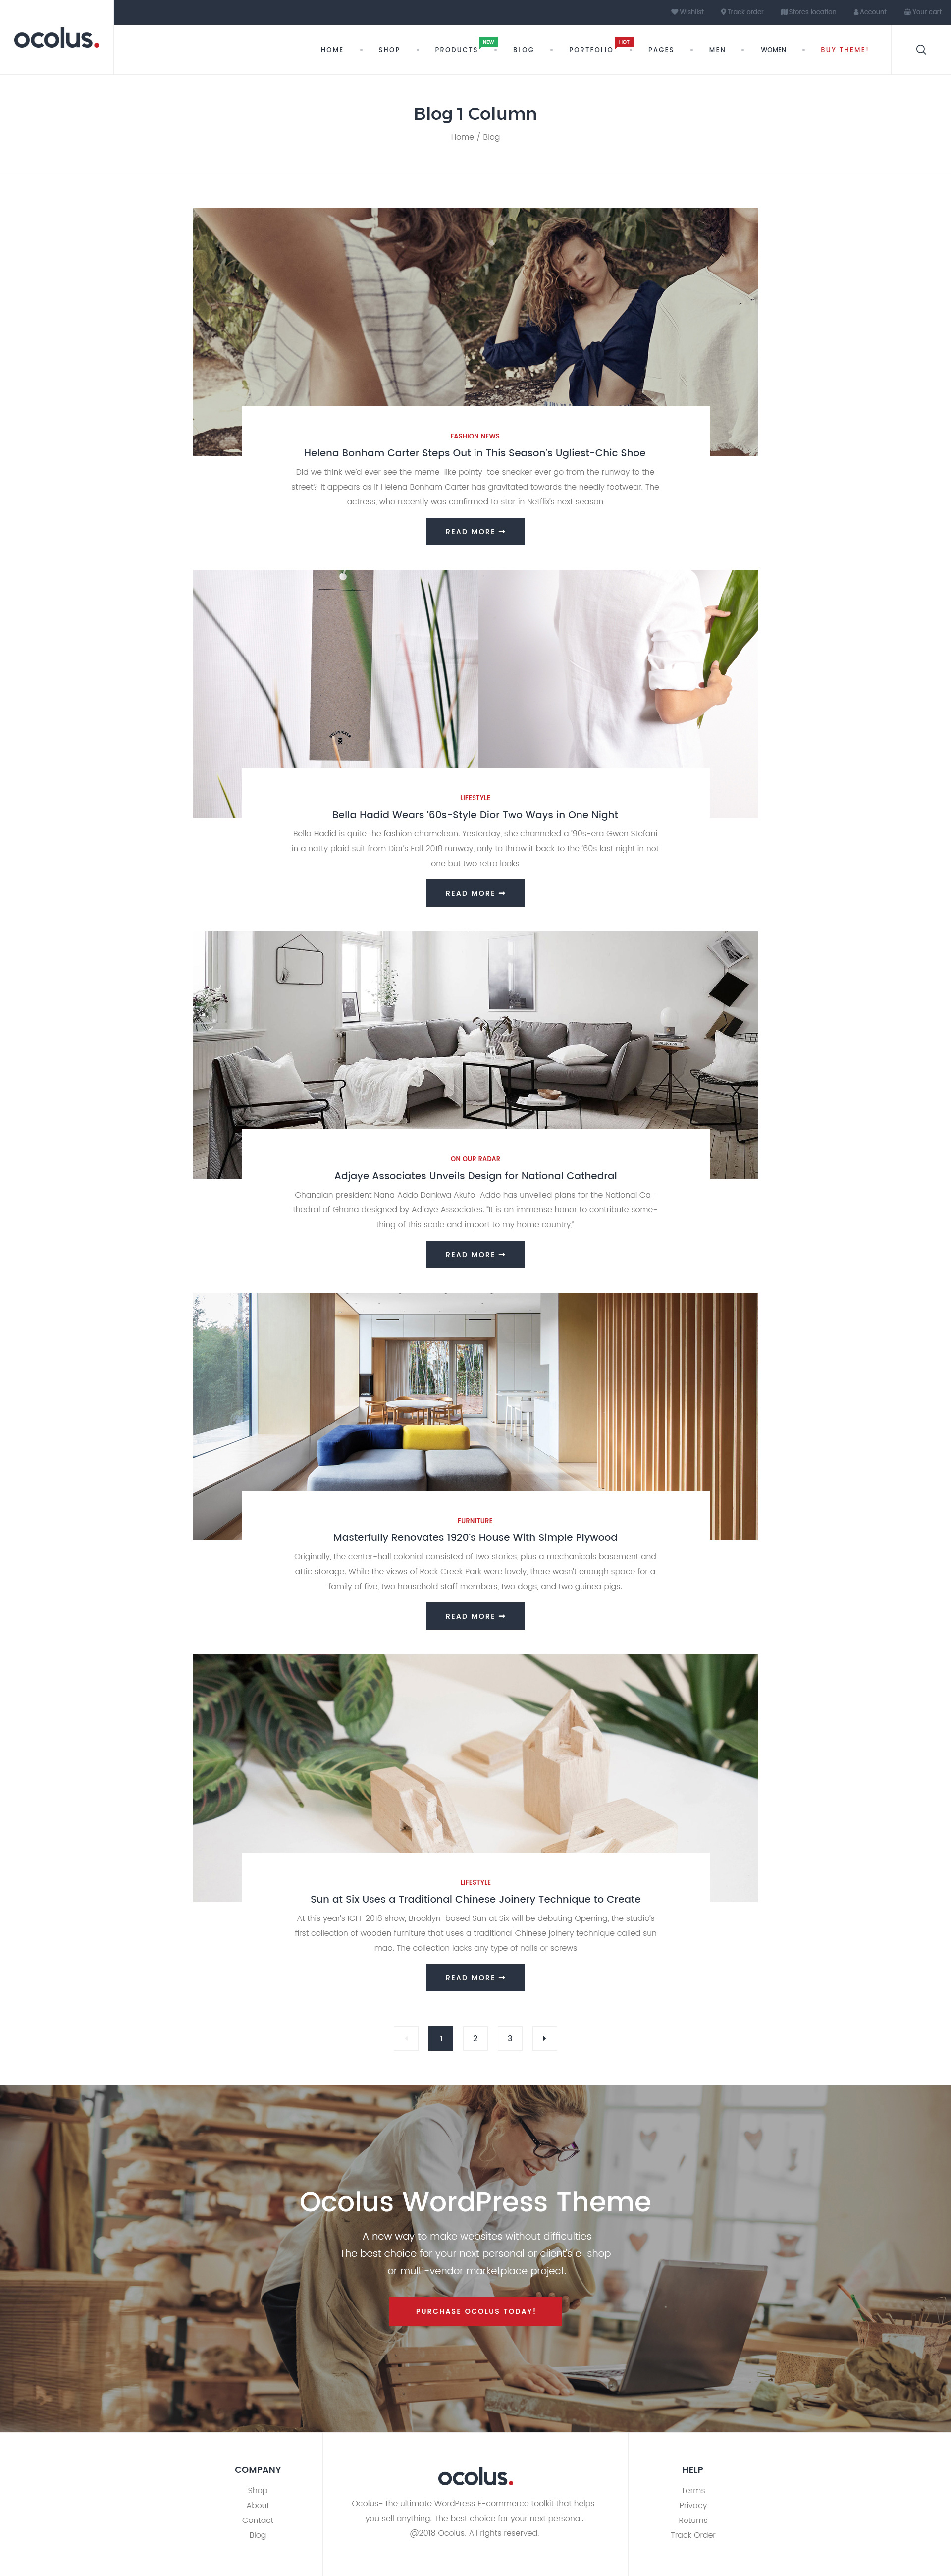 Wishlist Track order Stores location Account Your cart
ocolus.
HOME SHOP PRODUCTS NEW BLOG PORTFOLIO HOT PAGES MEN WOMEN BUY THEME!
Blog 1 Column
Home / Blog
FASHION NEWS
Helena Bonham Carter Steps Out in This Season's Ugliest-Chic Shoe
Did we think we'd ever see the meme-like pointy-toe sneaker ever go from the runway to the
street? It appears as if Helena Bonham Carter has gravitated towards the needly footwear. The
actress, who recently was confirmed to star in Netflix's next season
READ MORE
LIFESTYLE
Bella Hadid Wears '60s-Style Dior Two Ways in One Night
Bella Hadid is quite the fashion chameleon. Yesterday, she channeled a '90s-era Gwen Stefani
in a natty plaid suit from Dior's Fall 2018 runway, only to throw it back to the '60s last night in not
one but two retro looks
READ MORE
ON OUR RADAR
Adjaye Associates Unveils Design for National Cathedral
Ghanaian president Nana Addo Dankwa Akufo-Addo has unveiled plans for the National Ca-
thedral of Ghana designed by Adjaye Associates. "It is an immense honor to contribute some-
thing of this scale and import to my home country,"
READ MORE
FURNITURE
Masterfully Renovates 1920's House With Simple Plywood
Originally, the center-hall colonial consisted of two stories, plus a mechanicals basement and
attic storage. While the views of Rock Creek Park were lovely, there wasn't enough space for a
family of five, two household staff members, two dogs, and two guinea pigs.
READ MORE
LIFESTYLE
Sun at Six Uses a Traditional Chinese Joinery Technique to Create
At this year's ICFF 2018 show, Brooklyn-based Sun at Six will be debuting Opening, the studio's
first collection of wooden furniture that uses a traditional Chinese joinery technique called sun
mao. The collection lacks any type of nails or screws
READ MORE
1 2 3
Ocolus WordPress Theme
A new way to make websites without difficulties
The best choice for your next personal or client's e-shop
or multi-vendor marketplace project.
PURCHASE OCOLUS TODAY!
COMPANY
Shop
About
Contact
Blog
ocolus.
Ocolus- the ultimate WordPress E-commerce toolkit that helps
you sell anything. The best choice for your next personal.
@2018 Ocolus. All rights reserved.
HELP
Terms
Privacy
Returns
Track Order